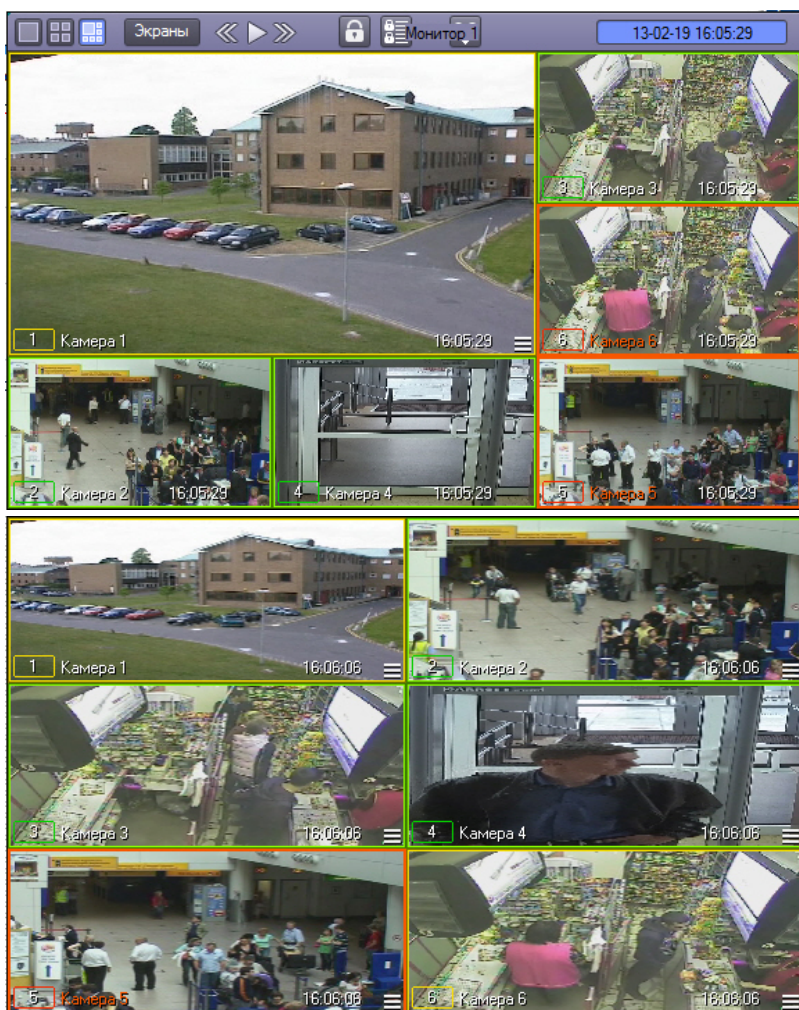 Экраны
Монитор 1
13-02-19 16:05:29
1 Камера 1 16:05:29
3 Камера 3 16:05:29
6 Камера 6 16:05:29
2 Камера 2 16:05:29
4 Камера 4 16:05:29
5 Камера 5 16:05:29
1 Камера 1 16:06:06
2 Камера 2 16:06:06
3 Камера 3 16:06:06
4 Камера 4 16:06:06
5 Камера 5 16:06:06
6 Камера 6 16:06:06